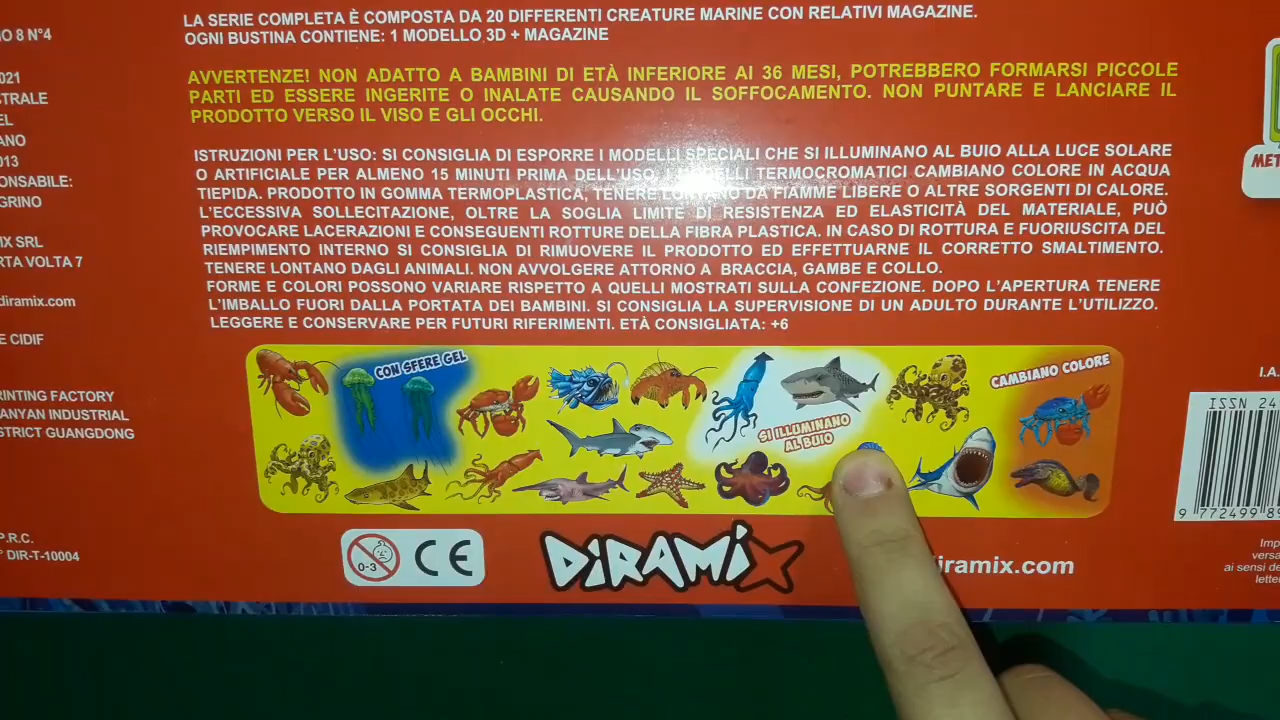 LA SERIE COMPLETA È COMPOSTA DA 20 DIFFERENTI CREATURE MARINE CON RELATIVI MAGAZINE.
OGNI BUSTINA CONTIENE: 1 MODELLO 3D + MAGAZINE
AVVERTENZE! NON ADATTO A BAMBINI DI ETÀ INFERIORE AI 36 MESI, POTREBBERO FORMARSI PICCOLE
PARTI ED ESSERE INGERITE O INALATE CAUSANDO IL SOFFOCAMENTO. NON PUNTARE E LANCIARE IL
PRODOTTO VERSO IL VISO E GLI OCCHI.
ISTRUZIONI PER L'USO: SI CONSIGLIA DI ESPORRE I MODELLI SPECIALI CHE SI ILLUMINANO AL BUIO ALLA LUCE SOLARE
O ARTIFICIALE PER ALMENO 15 MINUTI PRIMA DELL'USO. I MODELLI TERMOCROMATICI CAMBIANO COLORE IN ACQUA
TIEPIDA. PRODOTTO IN GOMMA TERMOPLASTICA, TENERE LONTANO DA FIAMME LIBERE O ALTRE SORGENTI DI CALORE.
L'ECCESSIVA SOLLECITAZIONE, OLTRE LA SOGLIA LIMITE DI RESISTENZA ED ELASTICITÀ DEL MATERIALE, PUÒ
PROVOCARE LACERAZIONI E CONSEGUENTI ROTTURE DELLA FIBRA PLASTICA. IN CASO DI ROTTURA E FUORIUSCITA DEL
RIEMPIMENTO INTERNO SI CONSIGLIA DI RIMUOVERE IL PRODOTTO ED EFFETTUARNE IL CORRETTO SMALTIMENTO.
TENERE LONTANO DAGLI ANIMALI. NON AVVOLGERE ATTORNO A BRACCIA, GAMBE E COLLO.
FORME E COLORI POSSONO VARIARE RISPETTO A QUELLI MOSTRATI SULLA CONFEZIONE. DOPO L'APERTURA TENERE
L'IMBALLO FUORI DALLA PORTATA DEI BAMBINI. SI CONSIGLIA LA SUPERVISIONE DI UN ADULTO DURANTE L'UTILIZZO.
LEGGERE E CONSERVARE PER FUTURI RIFERIMENTI. ETÀ CONSIGLIATA: +6
CON SFERE GEL
SI ILLUMINANO
AL BUIO
CAMBIANO COLORE
0-3 CE
DIRAMIX
iramix.com
O 8 N°4
021
STRALE
EL
ANO
013
ONSABILE:
GRINO
IX SRL
RTA VOLTA 7
diramix.com
E CIDIF
RINTING FACTORY
ANYAN INDUSTRIAL
STRICT GUANGDONG
P.R.C.
° DIR-T-10004
MET
I.A.
ISSN 24
9 772499 89
Imp
versa
ai sensi de
lette